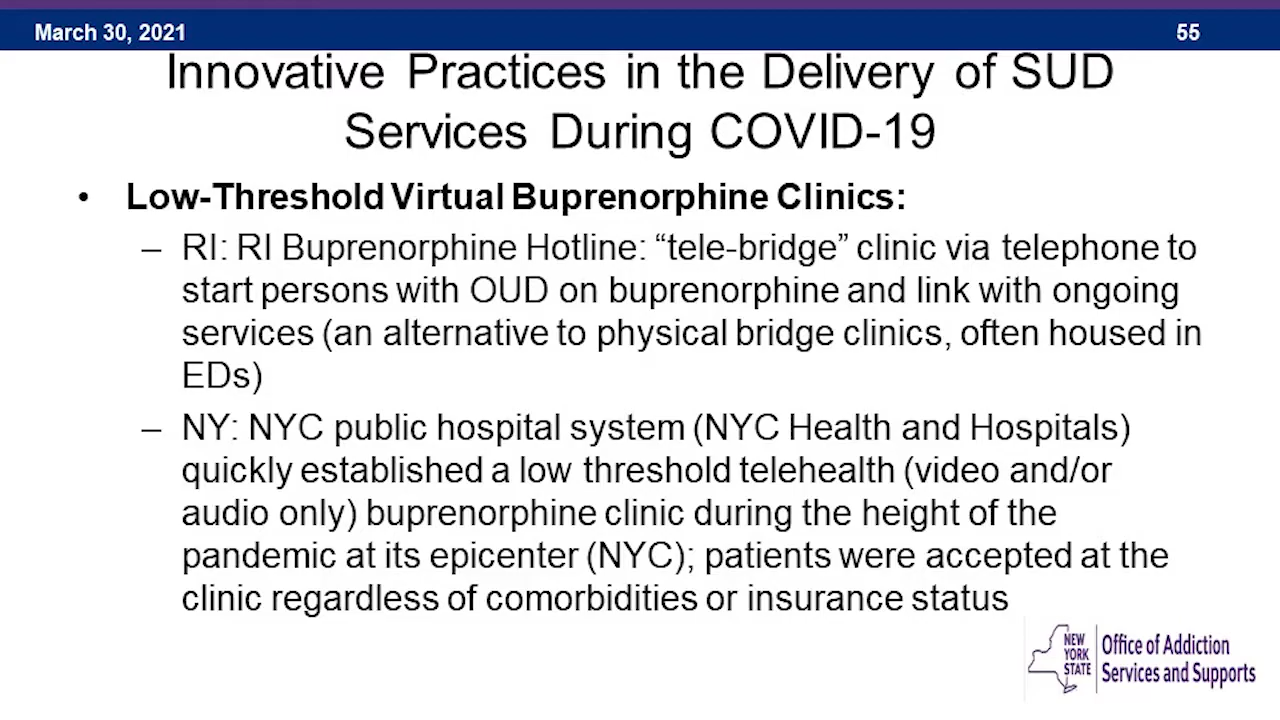 March 30, 2021 55
Innovative Practices in the Delivery of SUD
Services During COVID-19
• Low-Threshold Virtual Buprenorphine Clinics:
– RI: RI Buprenorphine Hotline: “tele-bridge” clinic via telephone to
start persons with OUD on buprenorphine and link with ongoing
services (an alternative to physical bridge clinics, often housed in
EDs)
– NY: NYC public hospital system (NYC Health and Hospitals)
quickly established a low threshold telehealth (video and/or
audio only) buprenorphine clinic during the height of the
pandemic at its epicenter (NYC); patients were accepted at the
clinic regardless of comorbidities or insurance status
NEW
YORK
STATE
Office of Addiction
Services and Supports